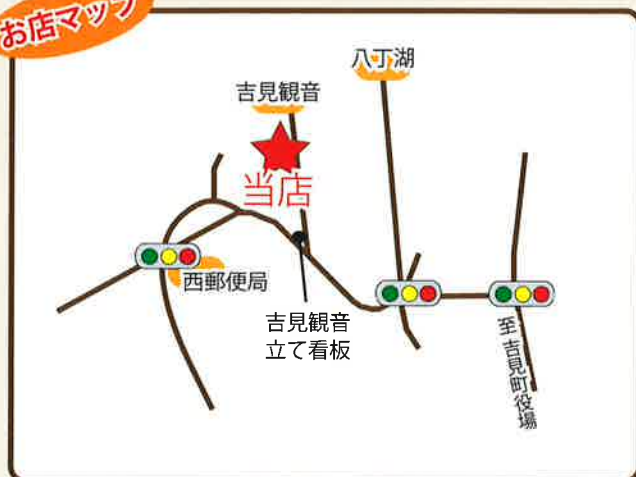 お店マップ
八丁湖
吉見観音
当店
西郵便局
吉見観音
立て看板
至 吉見町役場